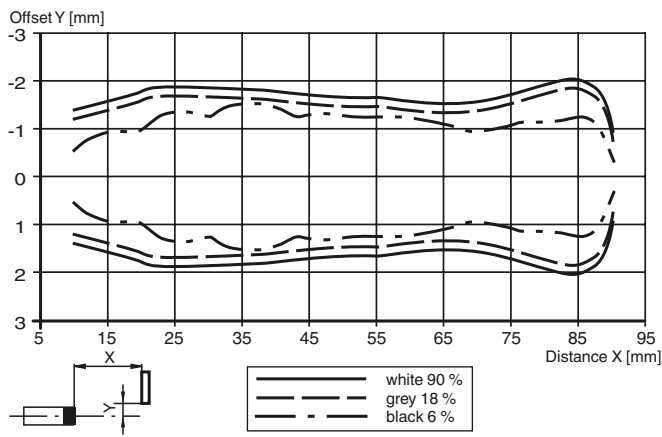 Offset Y [mm]
-3
-2
-1
0
1
2
3
5 15 25 35 45 55 65 75 85 95
Distance X [mm]
X
Y
white 90 %
grey 18 %
black 6 %